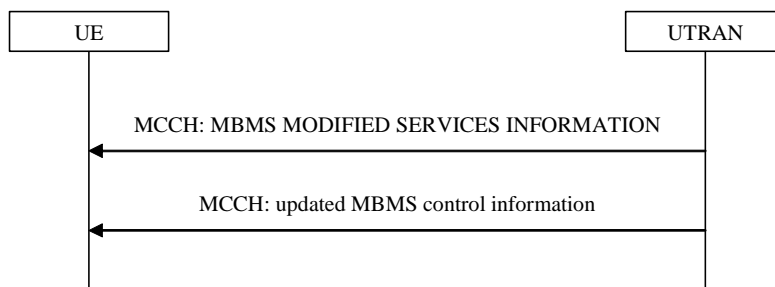 UE
UTRAN
MCCH: MBMS MODIFIED SERVICES INFORMATION
MCCH: updated MBMS control information